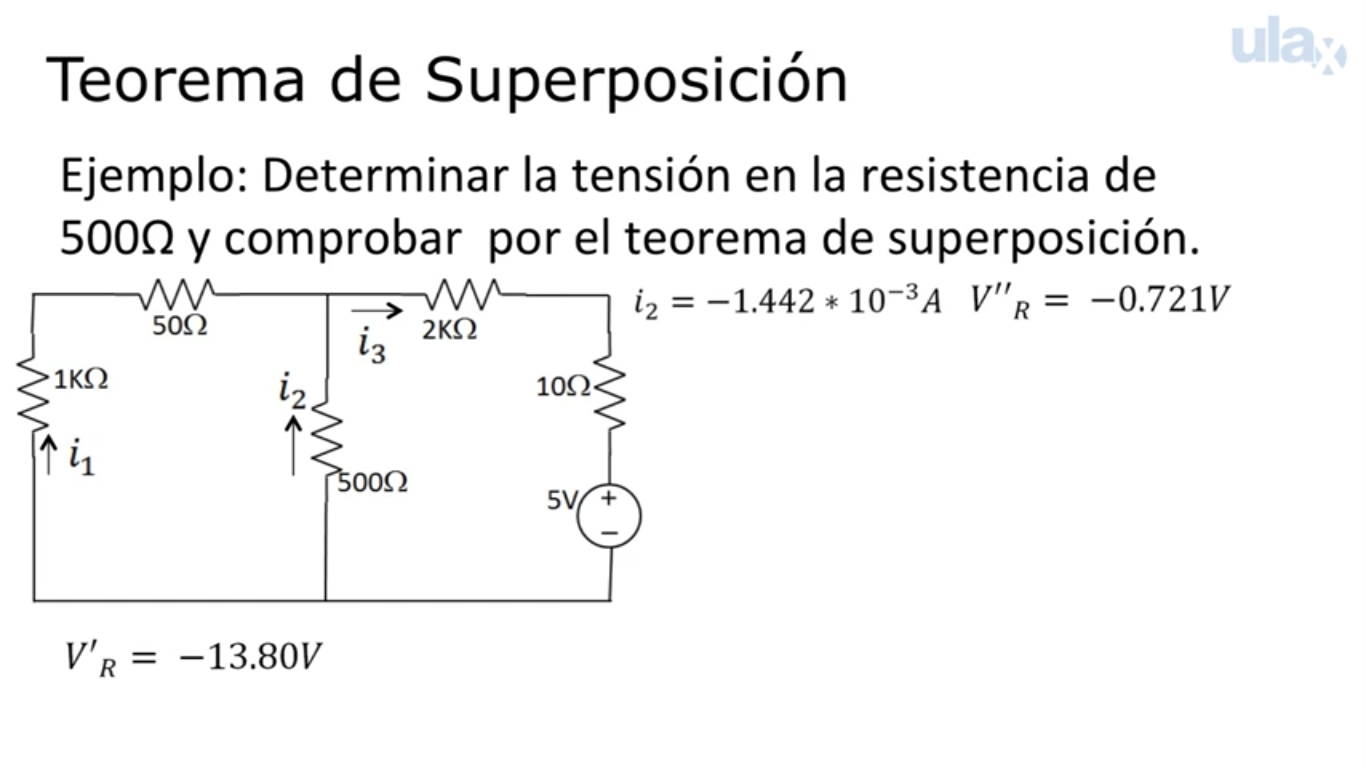 ulax
Teorema de Superposición
Ejemplo: Determinar la tensión en la resistencia de
500Ω y comprobar por el teorema de superposición.
50Ω
i₃
2KΩ
i₂ = −1.442 * 10⁻³A V''R = −0.721V
1KΩ
i₂
10Ω
i₁
500Ω
5V
+
−
V'R = −13.80V